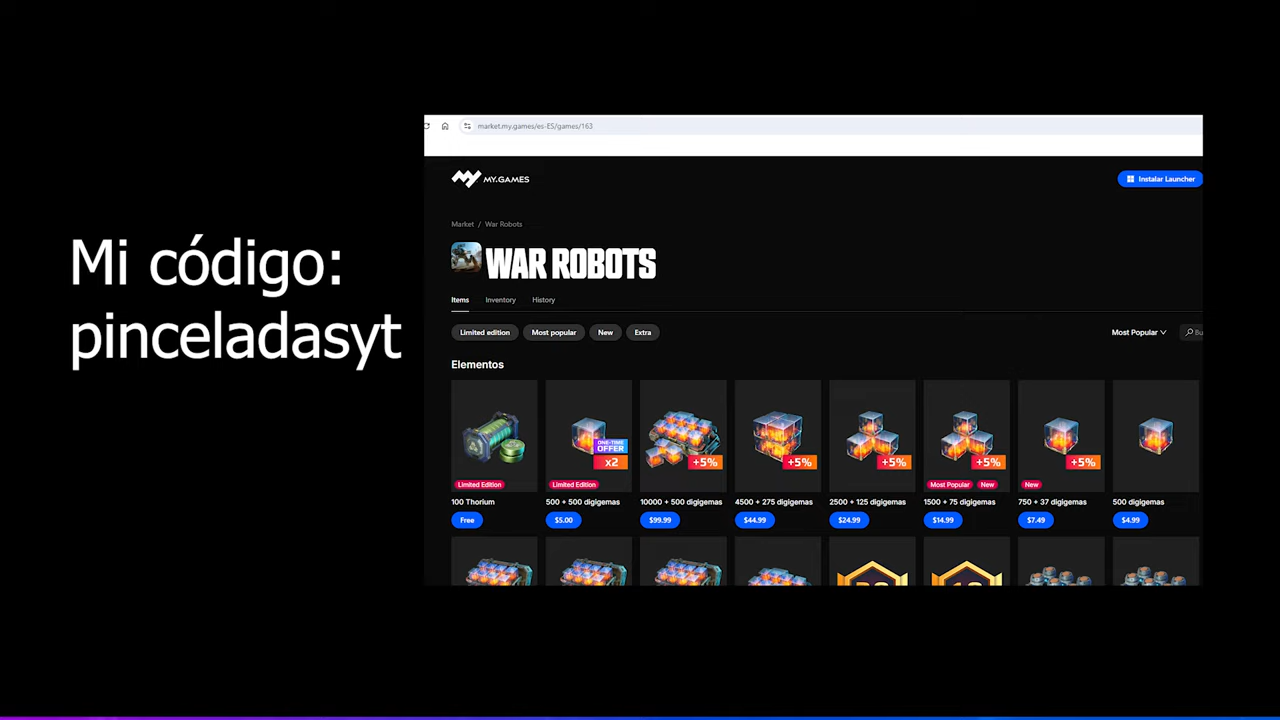 Mi código:
pinceladasyt
market.my.games/es-ES/games/163
MY.GAMES
Instalar Launcher
Market / War Robots
WAR ROBOTS
Items Inventory History
Limited edition Most popular New Extra Most Popular
Elementos
ONE-TIME OFFER
x2 +5% +5% +5% +5% +5%
Limited Edition Limited Edition Most Popular New New
100 Thorium 500 + 500 digigemas 10000 + 500 digigemas 4500 + 275 digigemas 2500 + 125 digigemas 1500 + 75 digigemas 750 + 37 digigemas 500 digigemas
Free $5.00 $99.99 $44.99 $24.99 $14.99 $7.49 $4.99